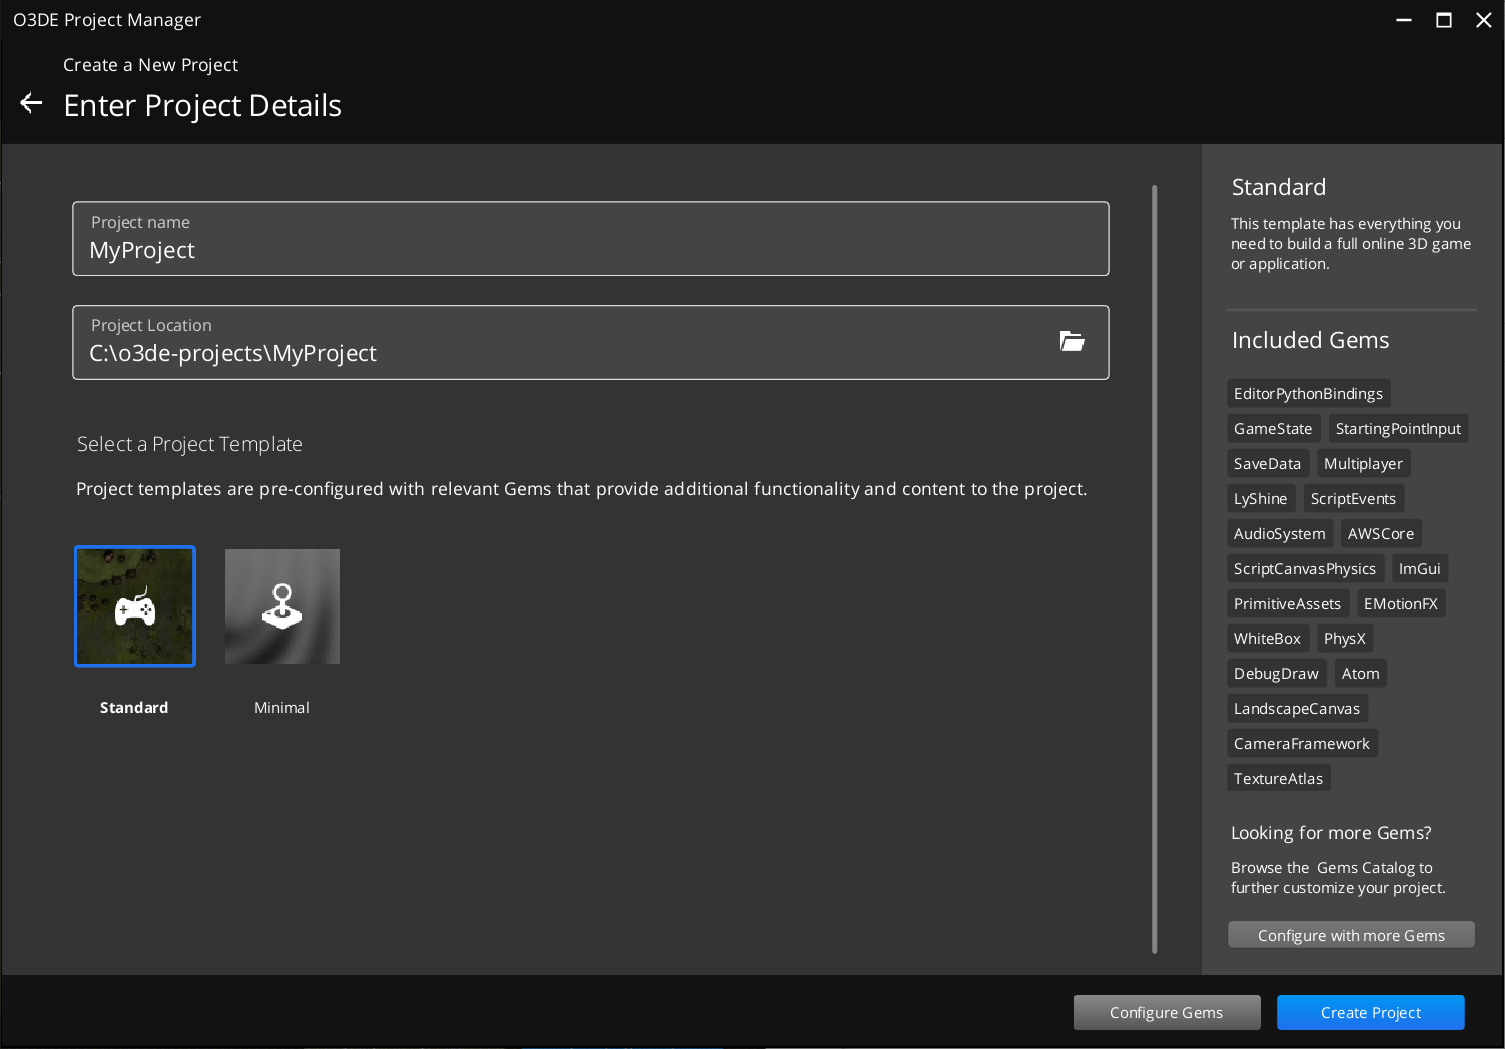 O3DE Project Manager
Create a New Project
Enter Project Details
Project name
MyProject
Project Location
C:\o3de-projects\MyProject
Select a Project Template
Project templates are pre-configured with relevant Gems that provide additional functionality and content to the project.
Standard
Minimal
Standard
This template has everything you
need to build a full online 3D game
or application.
Included Gems
EditorPythonBindings
GameState StartingPointInput
SaveData Multiplayer
LyShine ScriptEvents
AudioSystem AWSCore
ScriptCanvasPhysics ImGui
PrimitiveAssets EMotionFX
WhiteBox PhysX
DebugDraw Atom
LandscapeCanvas
CameraFramework
TextureAtlas
Looking for more Gems?
Browse the Gems Catalog to
further customize your project.
Configure with more Gems
Configure Gems Create Project